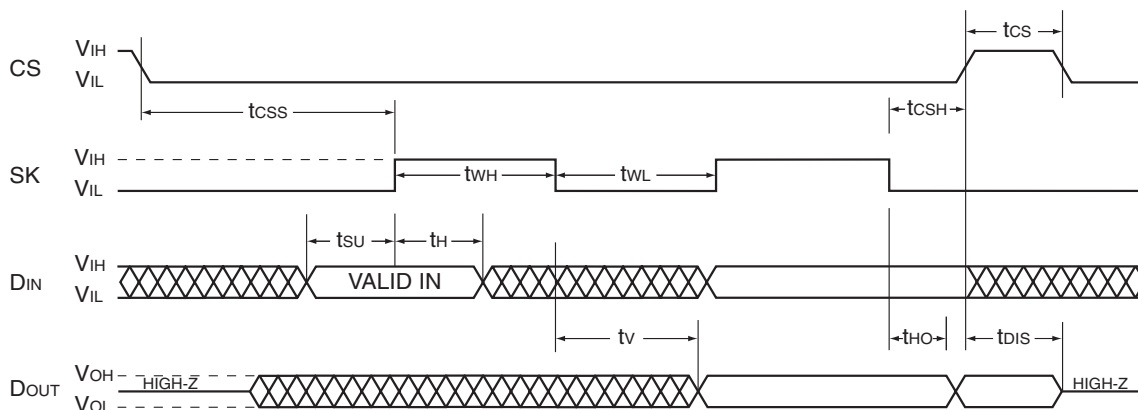 tCS
VIH
CS
VIL
tCSS
tCSH
VIH
SK
tWH
tWL
VIL
tSU
tH
VIH
DIN
VALID IN
VIL
tV
tHO
tDIS
VOH
DOUT
HIGH-Z
HIGH-Z
VOL